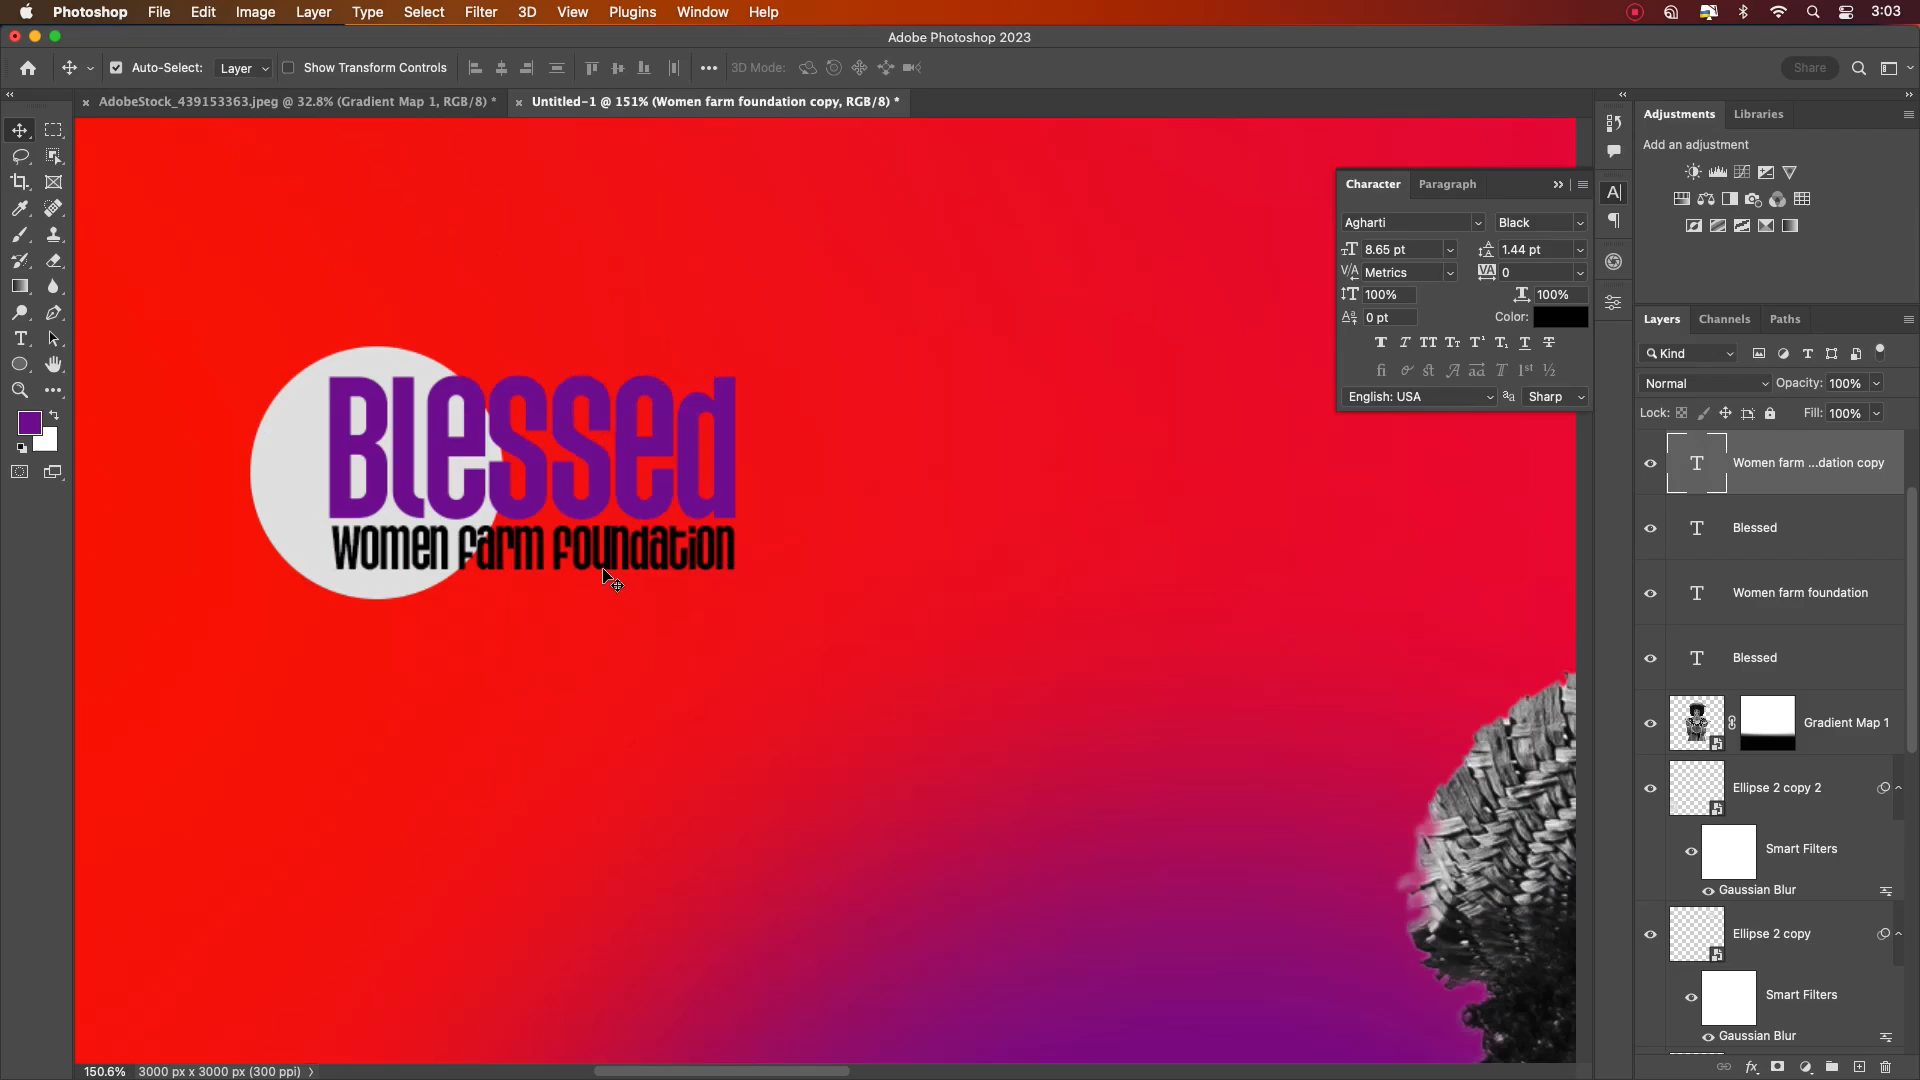 Photoshop File Edit Image Layer Type Select Filter 3D View Plugins Window Help 3:03
Adobe Photoshop 2023
Auto-Select: Layer Show Transform Controls 3D Mode: Share
AdobeStock_439153363.jpeg @ 32.8% (Gradient Map 1, RGB/8) *
Untitled-1 @ 151% (Women farm foundation copy, RGB/8) *
Blessed
women farm foundation
Character Paragraph
Agharti Black
8.65 pt 1.44 pt
Metrics 0
100% 100%
0 pt Color:
English: USA Sharp
Adjustments Libraries
Add an adjustment
Layers Channels Paths
Kind
Normal Opacity: 100%
Lock: Fill: 100%
Women farm ...dation copy
Blessed
Women farm foundation
Blessed
Gradient Map 1
Ellipse 2 copy 2
Smart Filters
Gaussian Blur
Ellipse 2 copy
Smart Filters
Gaussian Blur
150.6% 3000 px x 3000 px (300 ppi)